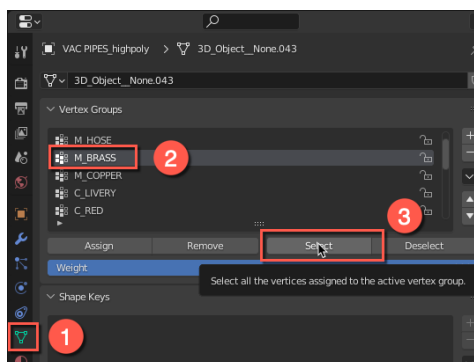 VAC PIPES_highpoly > 3D_Object__None.043
3D_Object__None.043
Vertex Groups
M_HOSE
M_BRASS
2
M_COPPER
C_LIVERY
C_RED
3
Assign Remove Select Deselect
Weight
Select all the vertices assigned to the active vertex group.
Shape Keys
1